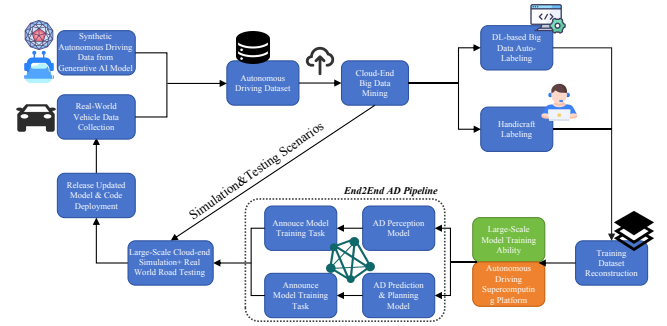 Synthetic
Autonomous Driving
Data from
Generative AI Model
Real-World
Vehicle Data
Collection
Autonomous
Driving Dataset
Cloud-End
Big Data
Mining
DL-based Big
Data Auto-
Labeling
Handicraft
Labeling
Simulation&Testing Scenarios
Release Updated
Model & Code
Deployment
End2End AD Pipeline
Annouce Model
Training Task
AD Perception
Model
Large-Scale
Model Training
Ability
Large-Scale Cloud-end
Simulation+ Real
World Road Testing
Announce
Model Training
Task
AD Prediction
& Planning
Model
Autonomous
Driving
Supercomputin
g Platform
Training
Dataset
Reconstruction